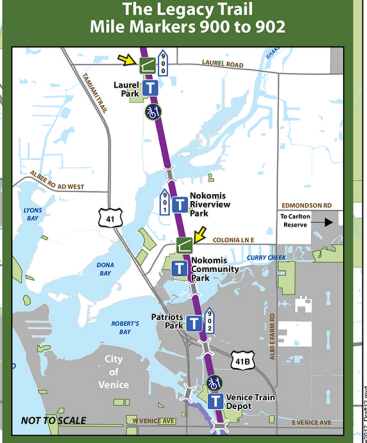 The Legacy Trail
Mile Markers 900 to 902
900
LAUREL ROAD
Laurel
Park
T
TAMIAMI TRAIL
ALBEE ROAD WEST
LYONS
BAY
41
901
T
Nokomis
Riverview
Park
EDMONDSON RD
To Carlton
Reserve
COLONIA LN E
CURRY CREEK
DONA
BAY
T
Nokomis
Community
Park
ROBERT'S
BAY
Patriots
Park
T
902
ALBEE FARM RD
41B
City
of
Venice
T
Venice Train
Depot
NOT TO SCALE
W VENICE AVE
E VENICE AVE